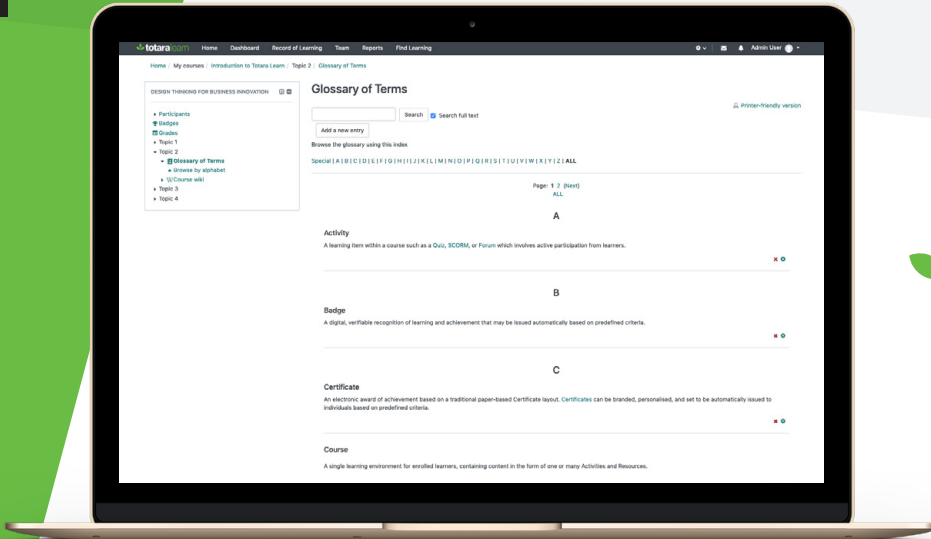 totaralearn Home Dashboard Record of Learning Team Reports Find Learning Admin User
Home / My courses / Introduction to Totara Learn / Topic 2 / Glossary of Terms
DESIGN THINKING FOR BUSINESS INNOVATION
Participants
Badges
Grades
Topic 1
Topic 2
Glossary of Terms
Browse by alphabet
Course wiki
Topic 3
Topic 4
Glossary of Terms
Printer-friendly version
Search Search full text
Add a new entry
Browse the glossary using this index
Special | A | B | C | D | E | F | G | H | I | J | K | L | M | N | O | P | Q | R | S | T | U | V | W | X | Y | Z | ALL
Page: 1 2 (Next)
ALL
A
Activity
A learning item within a course such as a Quiz, SCORM, or Forum which involves active participation from learners.
B
Badge
A digital, verifiable recognition of learning and achievement that may be issued automatically based on predefined criteria.
C
Certificate
An electronic award of achievement based on a traditional paper-based Certificate layout. Certificates can be branded, personalised, and set to be automatically issued to
individuals based on predefined criteria.
Course
A single learning environment for enrolled learners, containing content in the form of one or many Activities and Resources.